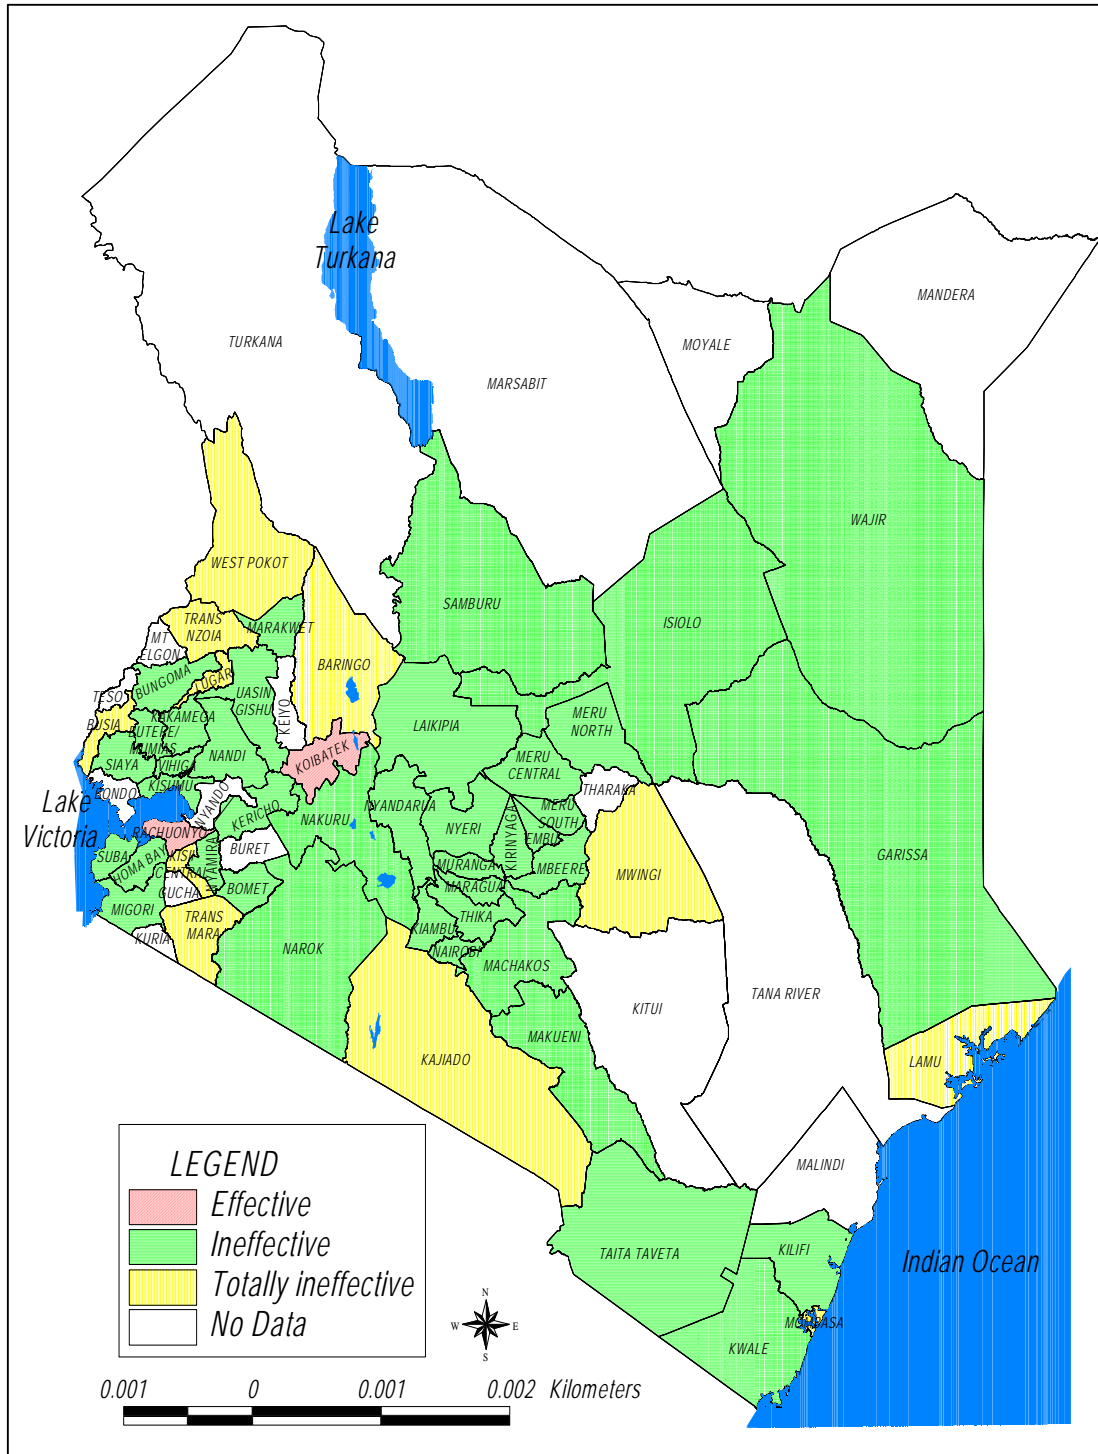 Lake
Turkana
MANDERA
TURKANA
MOYALE
MARSABIT
WAJIR
WEST POKOT
SAMBURU
ISIOLO
TRANS
NZOIA
MARAKWET
MT
ELGON
BARINGO
LUGARI
BUNGOMA
TESO
UASIN
GISHU
KEIYO
BUSIA
KAKAMEGA
BUTERE/
MUMIAS
LAIKIPIA
MERU
NORTH
SIAYA
VIHIGA
NANDI
KOIBATEK
MERU
CENTRAL
THARAKA
BONDO
KISUMU
NYANDO
Lake
Victoria
RACHUONYO
KERICHO
NAKURU
NYANDARUA
NYERI
KIRINYAGA
MERU
SOUTH
EMBU
GARISSA
SUBA
HOMA BAY
KISII
CENTRAL
NYAMIRA
BURET
MURANGA
MBEERE
MWINGI
GUCHA
BOMET
MARAGUA
MIGORI
TRANS
MARA
THIKA
KIAMBU
KURIA
NAROK
NAIROBI
MACHAKOS
TANA RIVER
KITUI
MAKUENI
KAJIADO
LAMU
MALINDI
TAITA TAVETA
KILIFI
Indian Ocean
MOMBASA
KWALE
LEGEND
Effective
Ineffective
Totally ineffective
No Data
N
W E
S
0.001 0 0.001 0.002 Kilometers